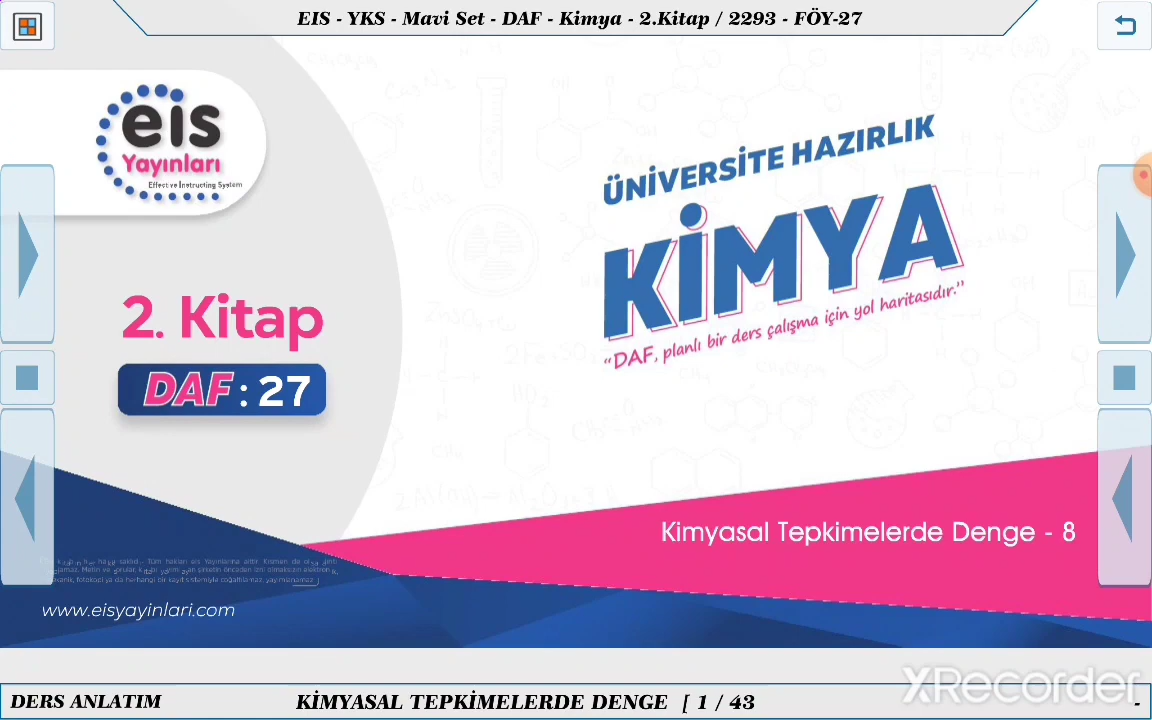 EIS - YKS - Mavi Set - DAF - Kimya - 2.Kitap / 2293 - FÖY-27
eis
Yayınları
Effective Instructing System
ÜNİVERSİTE HAZIRLIK
KİMYA
“DAF, planlı bir ders çalışma için yol haritasıdır.”
2. Kitap
DAF : 27
Kimyasal Tepkimelerde Denge - 8
www.eisyayinlari.com
XRecorder
DERS ANLATIM
KİMYASAL TEPKİMELERDE DENGE [ 1 / 43
-